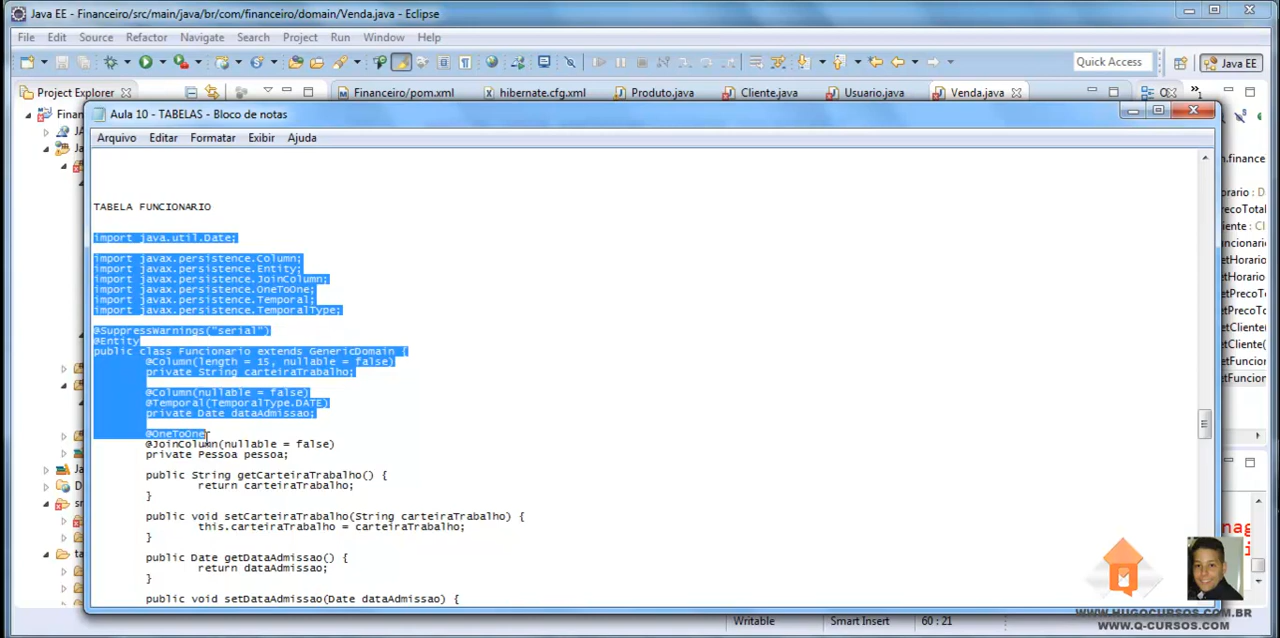 Java EE - Financeiro/src/main/java/br/com/financeiro/domain/Venda.java - Eclipse
File Edit Source Refactor Navigate Search Project Run Window Help
Quick Access Java EE
Project Explorer Financeiro/pom.xml hibernate.cfg.xml Produto.java Cliente.java Usuario.java Venda.java
Aula 10 - TABELAS - Bloco de notas
Arquivo Editar Formatar Exibir Ajuda
TABELA FUNCIONARIO
import java.util.Date;
import javax.persistence.Column;
import javax.persistence.Entity;
import javax.persistence.JoinColumn;
import javax.persistence.OneToOne;
import javax.persistence.Temporal;
import javax.persistence.TemporalType;
@SuppressWarnings("serial")
@Entity
public class Funcionario extends GenericDomain {
@Column(length = 15, nullable = false)
private String carteiraTrabalho;
@Column(nullable = false)
@Temporal(TemporalType.DATE)
private Date dataAdmissao;
@OneToOne
@JoinColumn(nullable = false)
private Pessoa pessoa;
public String getCarteiraTrabalho() {
return carteiraTrabalho;
}
public void setCarteiraTrabalho(String carteiraTrabalho) {
this.carteiraTrabalho = carteiraTrabalho;
}
public Date getDataAdmissao() {
return dataAdmissao;
}
public void setDataAdmissao(Date dataAdmissao) {
Writable Smart Insert 60 : 21
WWW.HUGOCURSOS.COM.BR
WWW.Q-CURSOS.COM